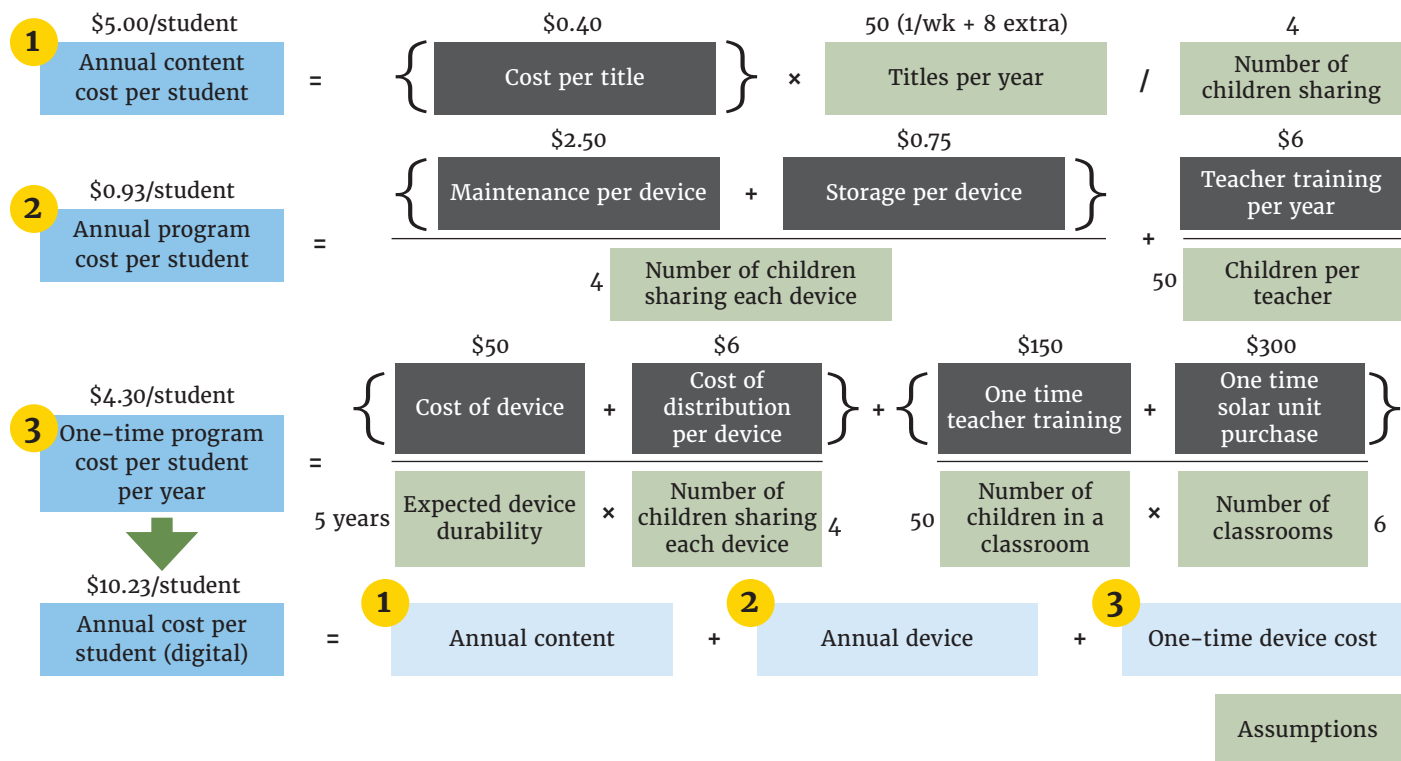 $5.00/student
$0.40
50 (1/wk + 8 extra)
4
1
Annual content
cost per student
=
{
Cost per title
}
×
Titles per year
/
Number of
children sharing
$2.50
$0.75
$6
$0.93/student
2
Annual program
cost per student
=
{
Maintenance per device
+
Storage per device
}
+
Teacher training
per year
4
Number of children
sharing each device
50
Children per
teacher
$50
$6
$150
$300
$4.30/student
3
One-time program
cost per student
per year
=
{
Cost of device
+
Cost of
distribution
per device
}
+
{
One time
teacher training
+
One time
solar unit
purchase
}
5 years
Expected device
durability
×
Number of
children sharing
each device
4
50
Number of
children in a
classroom
×
Number of
classrooms
6
$10.23/student
Annual cost per
student (digital)
=
1
Annual content
+
2
Annual device
+
3
One-time device cost
Assumptions